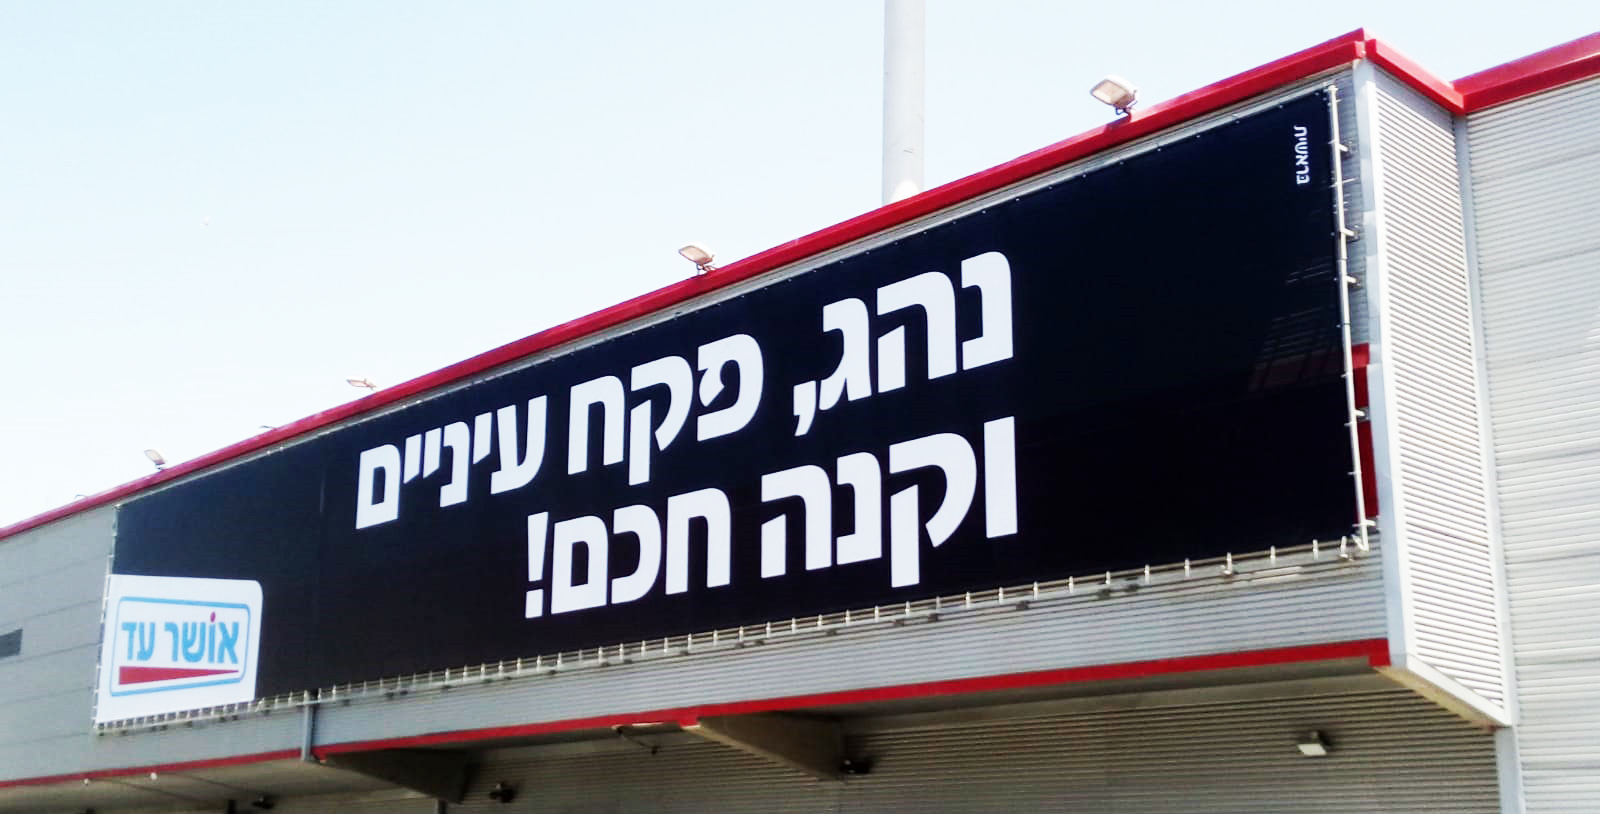 נהג, פקח עיניים
וקנה חכם!
אושר עד